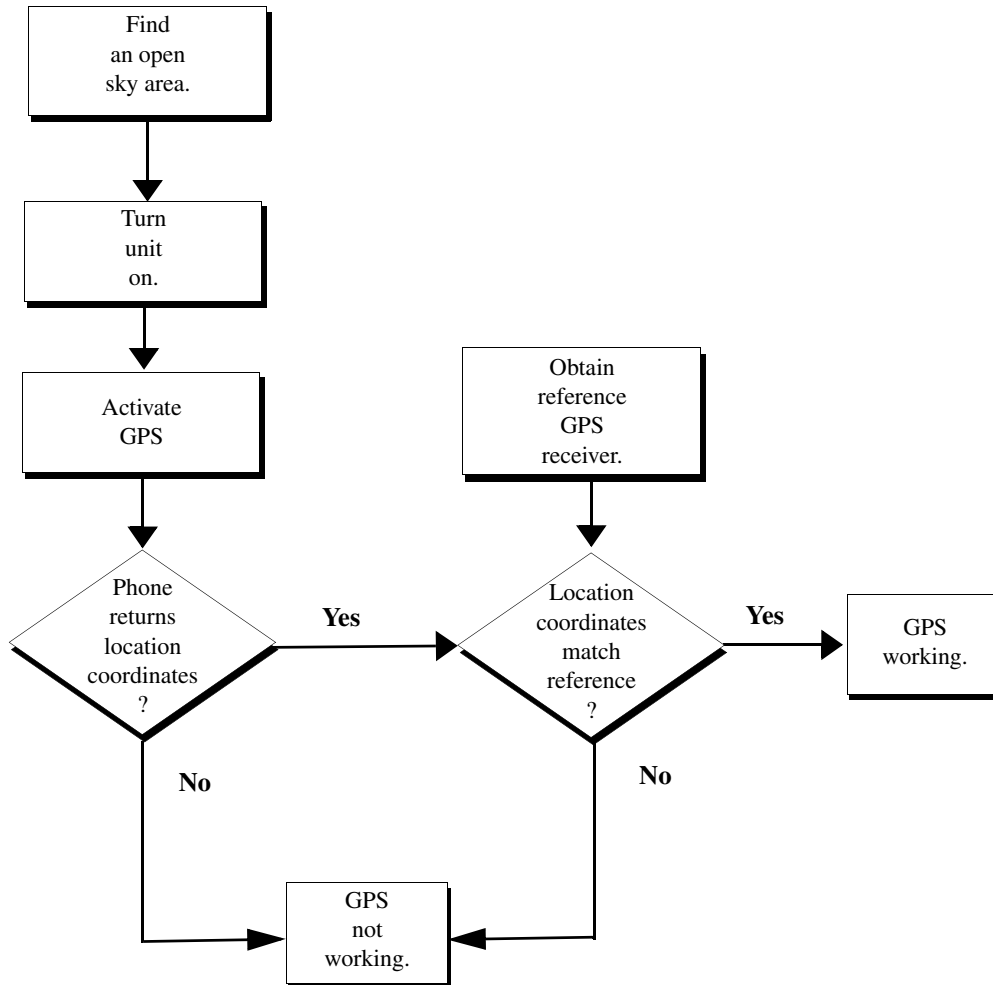 Find
an open
sky area.
Turn
unit
on.
Activate
GPS
Obtain
reference
GPS
receiver.
Phone
returns
location
coordinates
?
Yes
Location
coordinates
match
reference
?
Yes
GPS
working.
No
No
GPS
not
working.